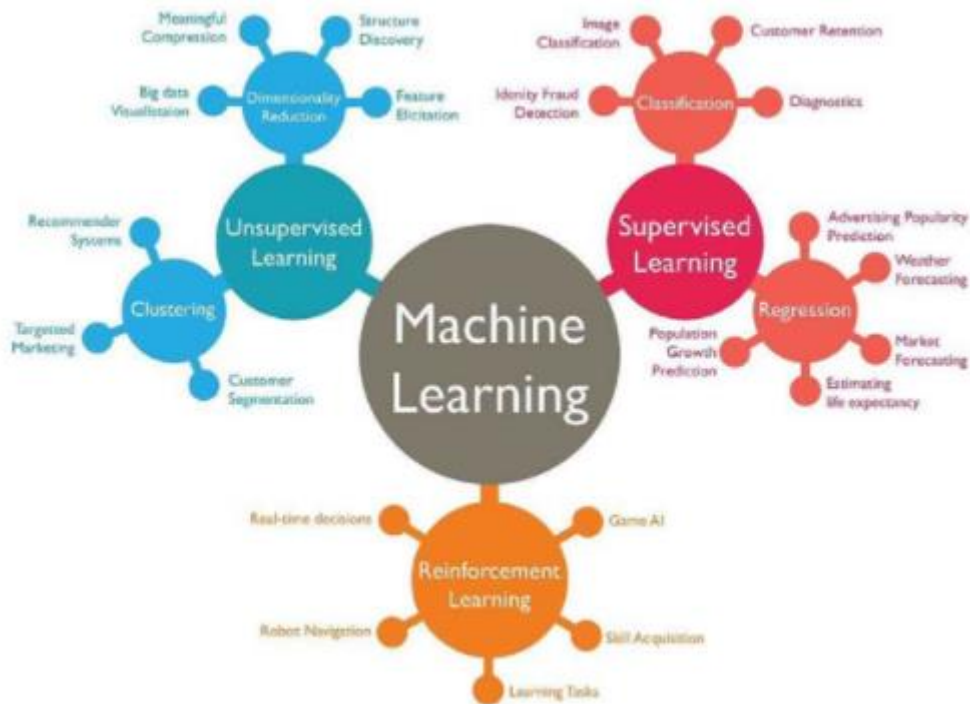 Meaningful
Compression
Structure
Discovery
Big data
Visualistaion
Dimensionality
Reduction
Feature
Elicitation
Image
Classification
Customer Retention
Idenity Fraud
Detection
Classification
Diagnostics
Recommender
Systems
Unsupervised
Learning
Clustering
Targetted
Marketing
Customer
Segmentation
Machine
Learning
Supervised
Learning
Advertising Popularity
Prediction
Weather
Forecasting
Regression
Population
Growth
Prediction
Market
Forecasting
Estimating
life expectancy
Real-time decisions
Game AI
Reinforcement
Learning
Robot Navigation
Skill Acquisition
Learning Tasks